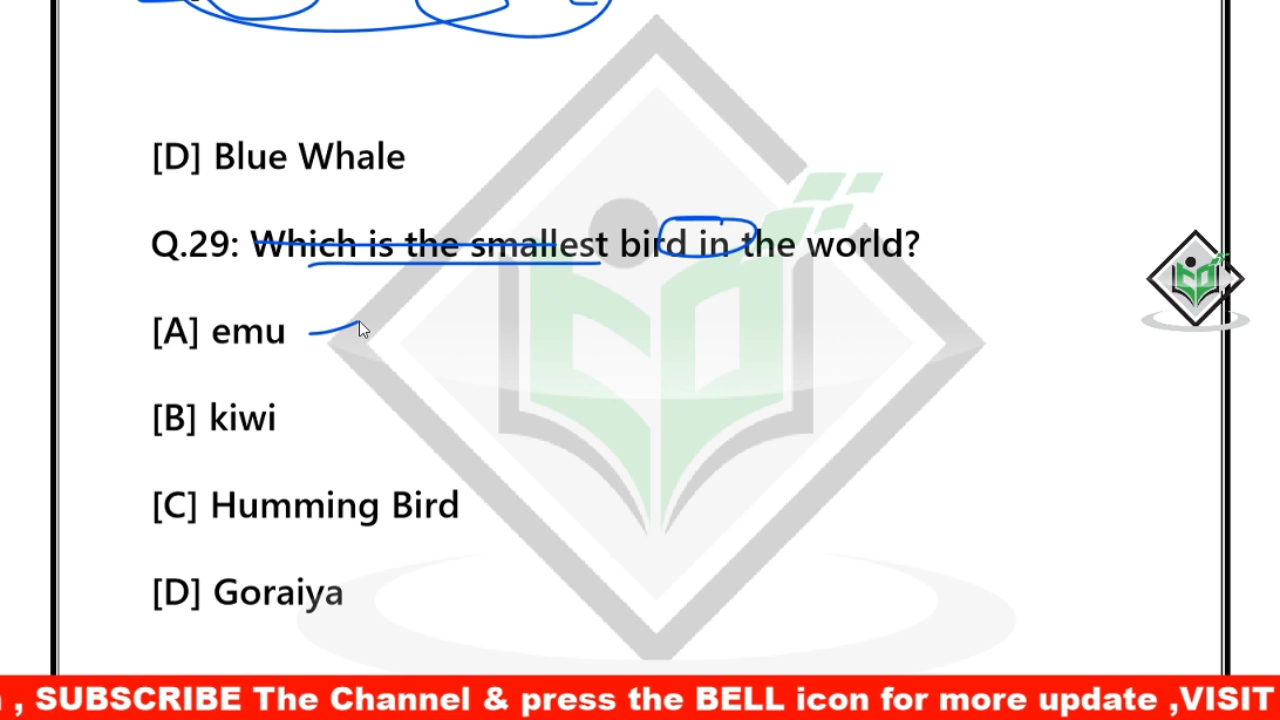 [D] Blue Whale
Q.29: Which is the smallest bird in the world?
[A] emu
[B] kiwi
[C] Humming Bird
[D] Goraiya
, SUBSCRIBE The Channel & press the BELL icon for more update ,VISIT